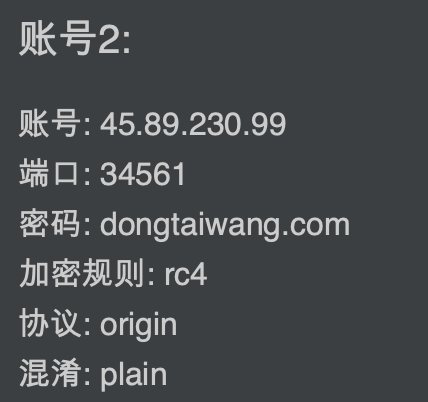 账号2:
账号: 45.89.230.99
端口: 34561
密码: dongtaiwang.com
加密规则: rc4
协议: origin
混淆: plain